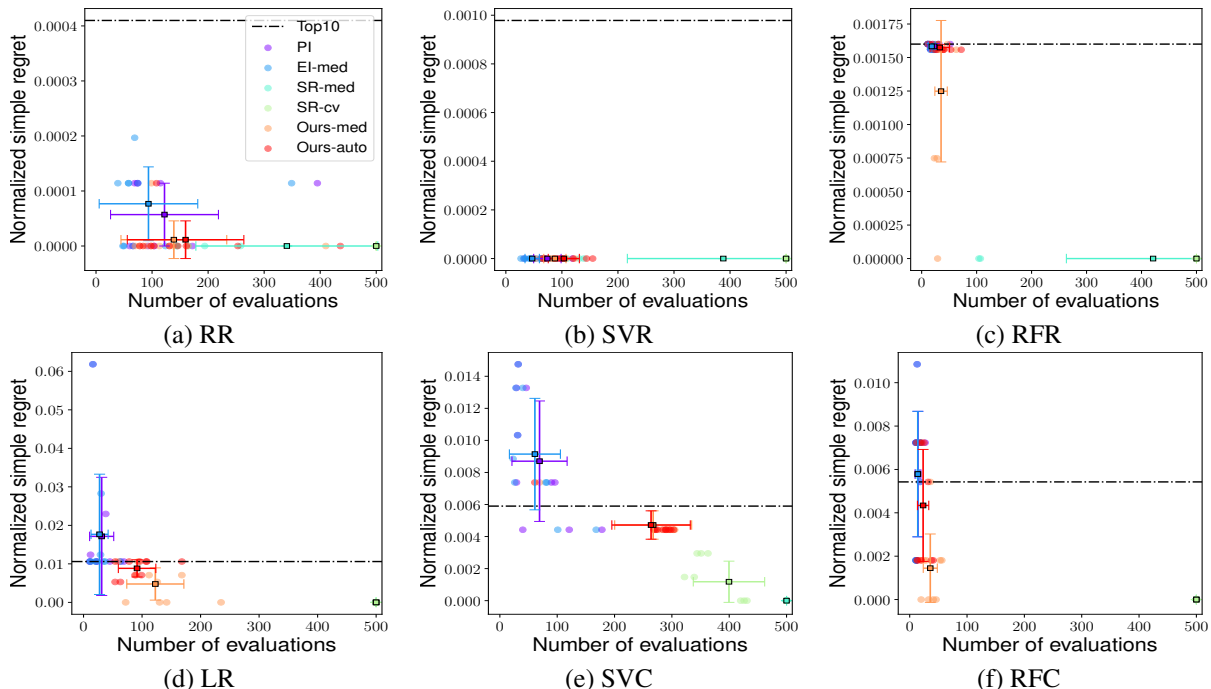 0.0004
0.0002
0.0001
0.0000
Normalized simple regret
Top10
PI
EI-med
SR-med
SR-cv
Ours-med
Ours-auto
0 100 200 300 400 500
Number of evaluations
(a) RR
0.0010
0.0008
0.0006
0.0004
0.0002
0.0000
Normalized simple regret
0 100 200 300 400 500
Number of evaluations
(b) SVR
0.00175
0.00150
0.00125
0.00100
0.00075
0.00050
0.00025
0.00000
Normalized simple regret
0 100 200 300 400 500
Number of evaluations
(c) RFR
0.06
0.05
0.04
0.03
0.02
0.01
0.00
Normalized simple regret
0 100 200 300 400 500
Number of evaluations
(d) LR
0.014
0.012
0.010
0.008
0.006
0.004
0.002
0.000
Normalized simple regret
0 100 200 300 400 500
Number of evaluations
(e) SVC
0.010
0.008
0.006
0.004
0.002
0.000
Normalized simple regret
0 100 200 300 400 500
Number of evaluations
(f) RFC